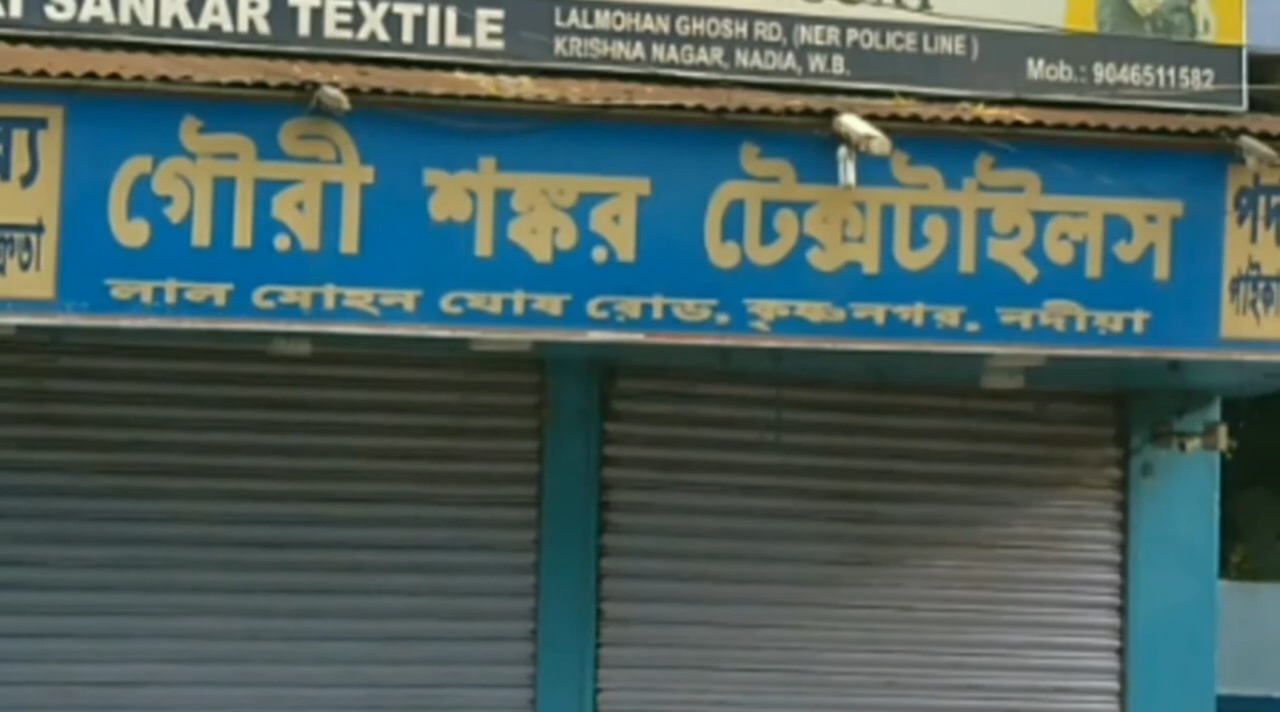 SANKAR TEXTILE
LALMOHAN GHOSH RD, (NER POLICE LINE )
KRISHNA NAGAR, NADIA, W.B.
Mob.: 9046511582
গৌরী শঙ্কর টেক্সটাইলস
লাল মোহন ঘোষ রোড, কৃষ্ণনগর, নদীয়া